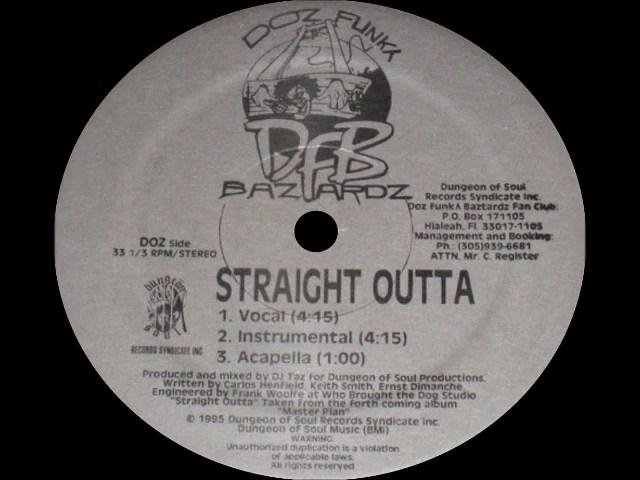 DOZ FUNKK
DFB
BAZTARDZ
Dungeon of Soul
Records Syndicate Inc.
Doz Funk A Baztardz Fan Club:
P.O. Box 171105
Hialeah, Fl. 33017-1105
Management and Booking:
Ph.: (305)939-6681
ATTN. Mr. C. Register
DOZ Side
33 1/3 RPM/STEREO
STRAIGHT OUTTA
1. Vocal (4:15)
2. Instrumental (4:15)
3. Acapella (1:00)
Dungeon
Soul
RECORDS SYNDICATE INC
Produced and mixed by DJ Taz for Dungeon of Soul Productions.
Written by Carlos Henfield, Keith Smith, Ernst Dimanche.
Engineered by Frank Woolfe at Who Brought the Dog Studio
"Straight Outta" Taken from the forth coming album
"Master Plan"
© 1995 Dungeon of Soul Records Syndicate Inc.
Dungeon of Soul Music (BMI)
WARNING:
Unauthorized duplication is a violation
of applicable laws.
All rights reserved